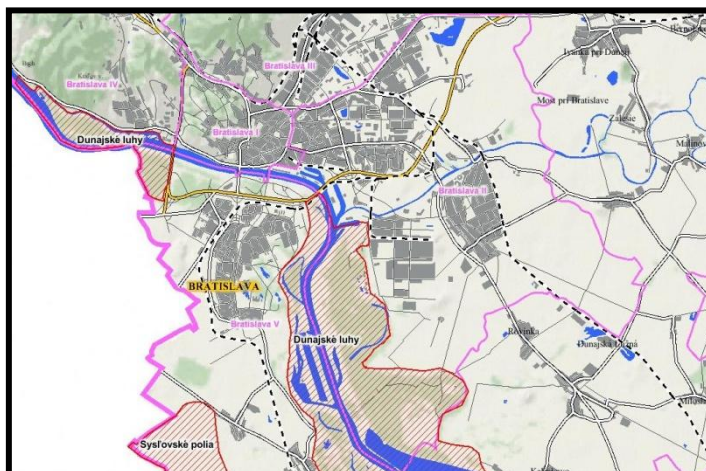 Ivanka pri Dunaji
Bratislava III
Bratislava IV
Most pri Bratislave
Bratislava I
Dunajské luhy
Zálesie
Malinovo
Bratislava II
BRATISLAVA
Bratislava V
Dunajské luhy
Rovinka
Dunajská Lužná
Sysľovské polia